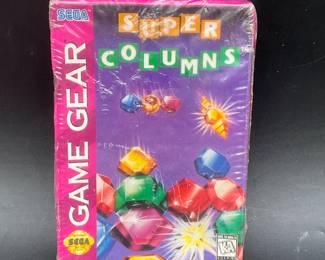 SEGA
SUPER
COLUMNS
GAME GEAR
SEGA
K-A